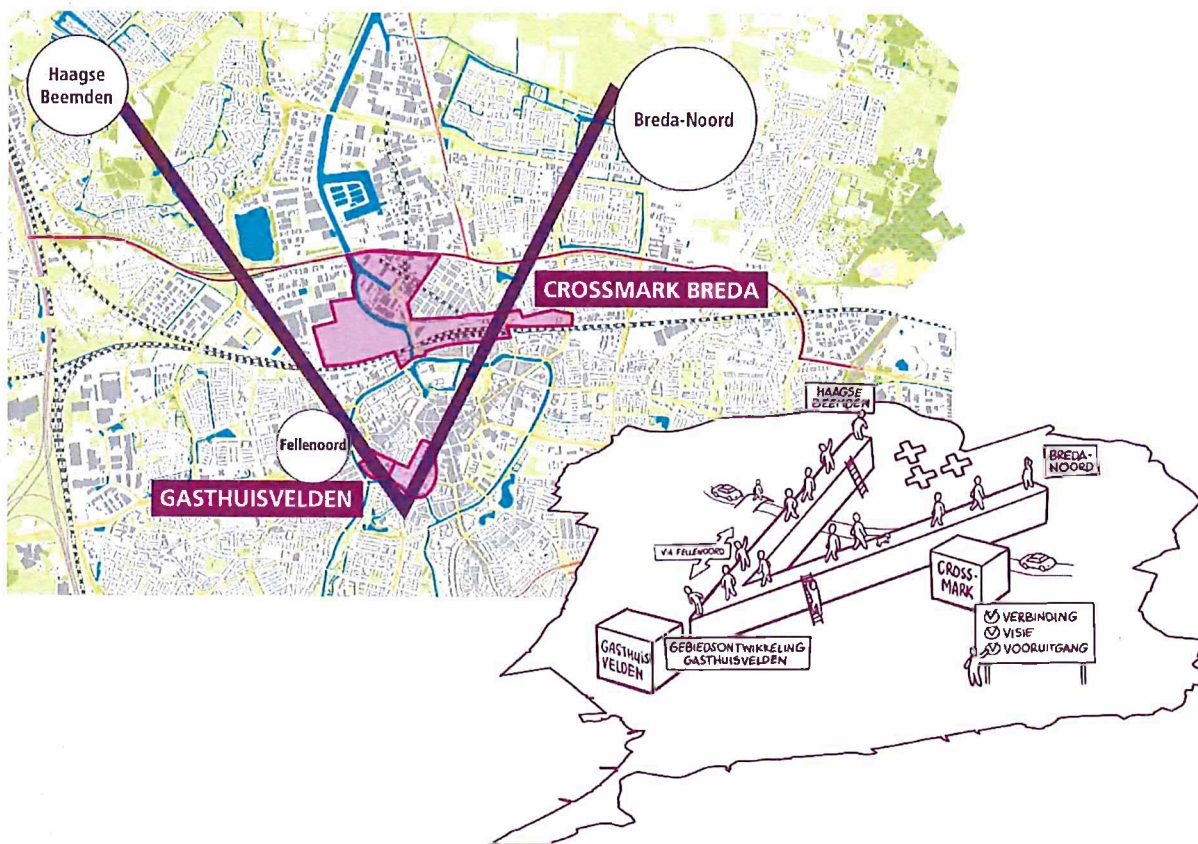 Haagse
Beemden
Breda-Noord
CROSSMARK BREDA
Fellenoord
GASTHUISVELDEN
HAAGSE
BEEMDEN
BREDA-
NOORD
VIA FELLENOORD
CROSS-
MARK
GASTHUIS
VELDEN
GEBIEDSONTWIKKELING
GASTHUISVELDEN
VERBINDING
VISIE
VOORUITGANG